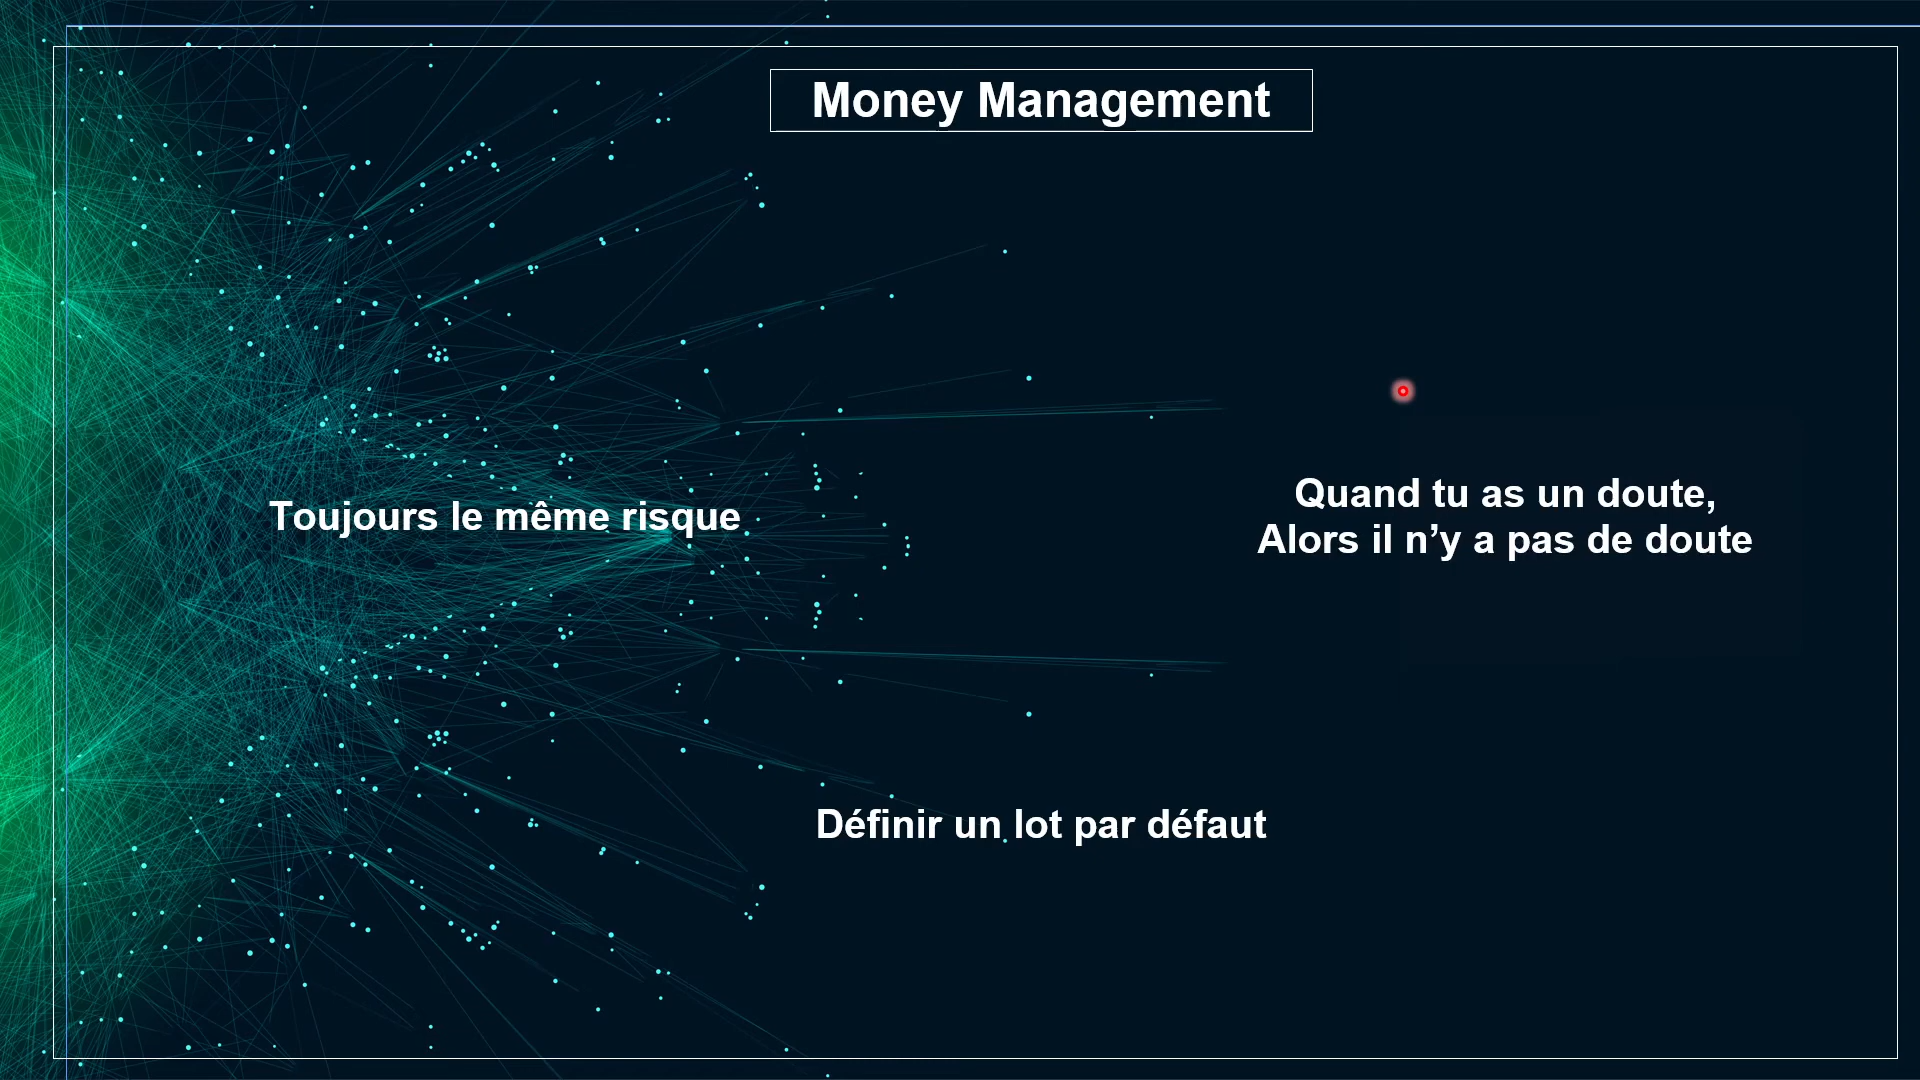 Money Management
Toujours le même risque
Quand tu as un doute,
Alors il n’y a pas de doute
Définir un lot par défaut